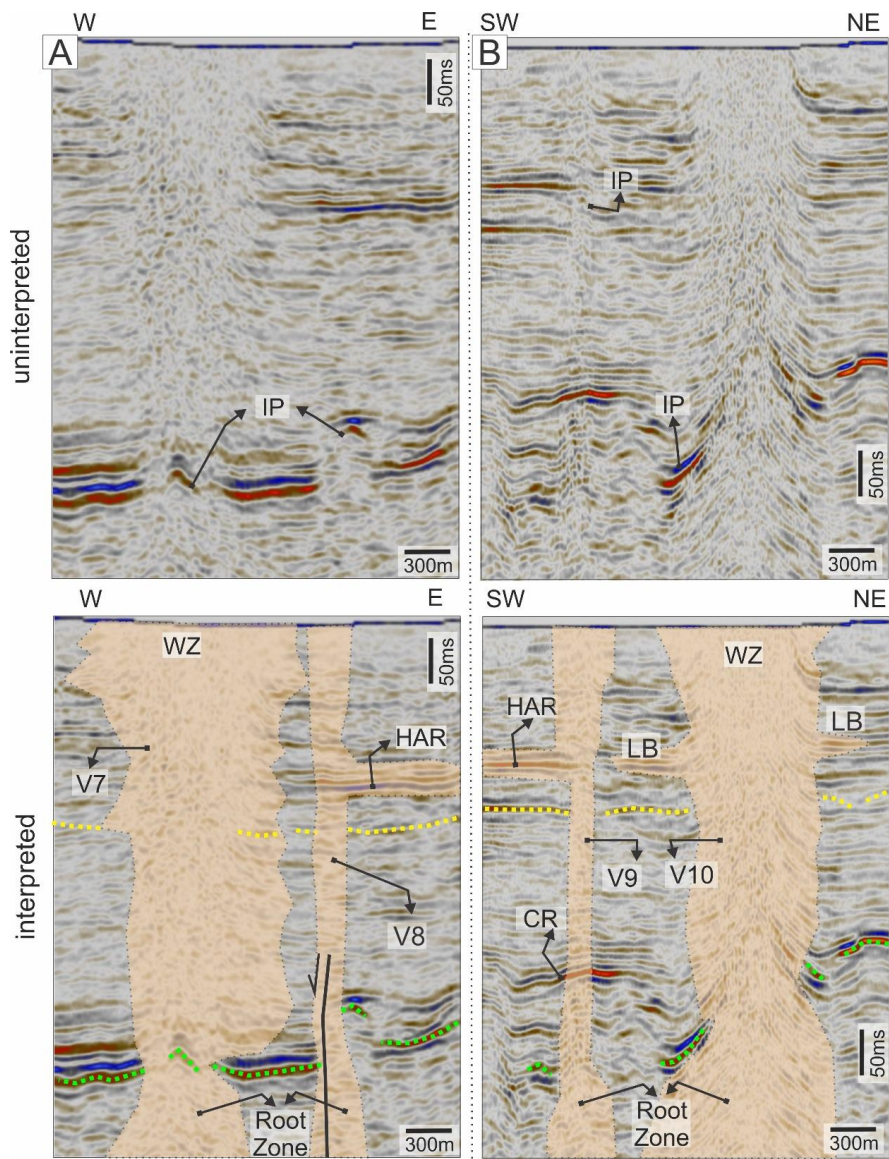 W
E
SW
NE
A
B
50ms
IP
IP
IP
50ms
300m
300m
uninterpreted
W
E
SW
NE
WZ
50ms
WZ
HAR
HAR
LB
LB
V7
V8
V9
V10
CR
interpreted
50ms
Root
Zone
Root
Zone
300m
300m